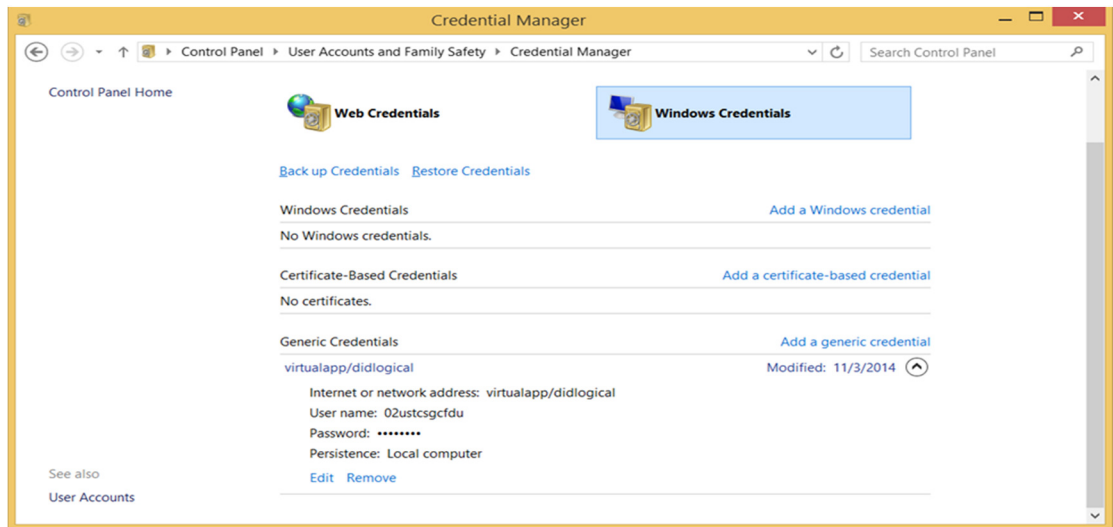 Credential Manager
Control Panel User Accounts and Family Safety Credential Manager Search Control Panel
Control Panel Home
Web Credentials Windows Credentials
Back up Credentials Restore Credentials
Windows Credentials Add a Windows credential
No Windows credentials.
Certificate-Based Credentials Add a certificate-based credential
No certificates.
Generic Credentials Add a generic credential
virtualapp/didlogical Modified: 11/3/2014
Internet or network address: virtualapp/didlogical
User name: 02ustcsgcfdu
Password: ••••••••
Persistence: Local computer
Edit Remove
See also
User Accounts